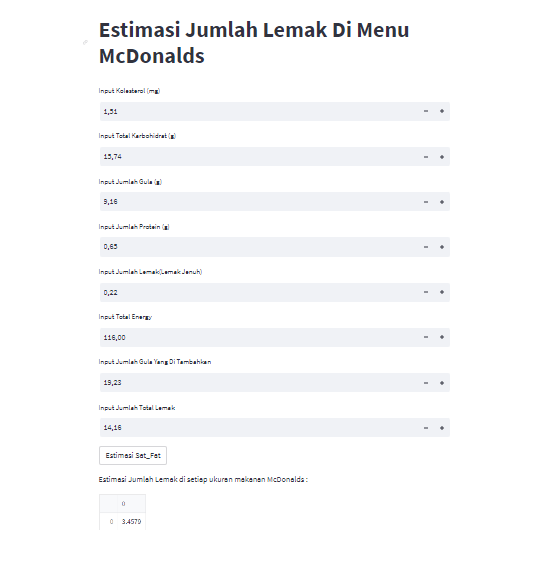 Estimasi Jumlah Lemak Di Menu
McDonalds
Input Kolesterol (mg)
1,51
Input Total Karbohidrat (g)
15,74
Input Jumlah Gula (g)
9,16
Input Jumlah Protein (g)
0,65
Input Jumlah Lemak(Lemak Jenuh)
0,22
Input Total Energy
116,00
Input Jumlah Gula Yang Di Tambahkan
19,23
Input Jumlah Total Lemak
14,16
Estimasi Sat_Fat
Estimasi Jumlah Lemak di setiap ukuran makanan McDonalds :
0
0 3.4570